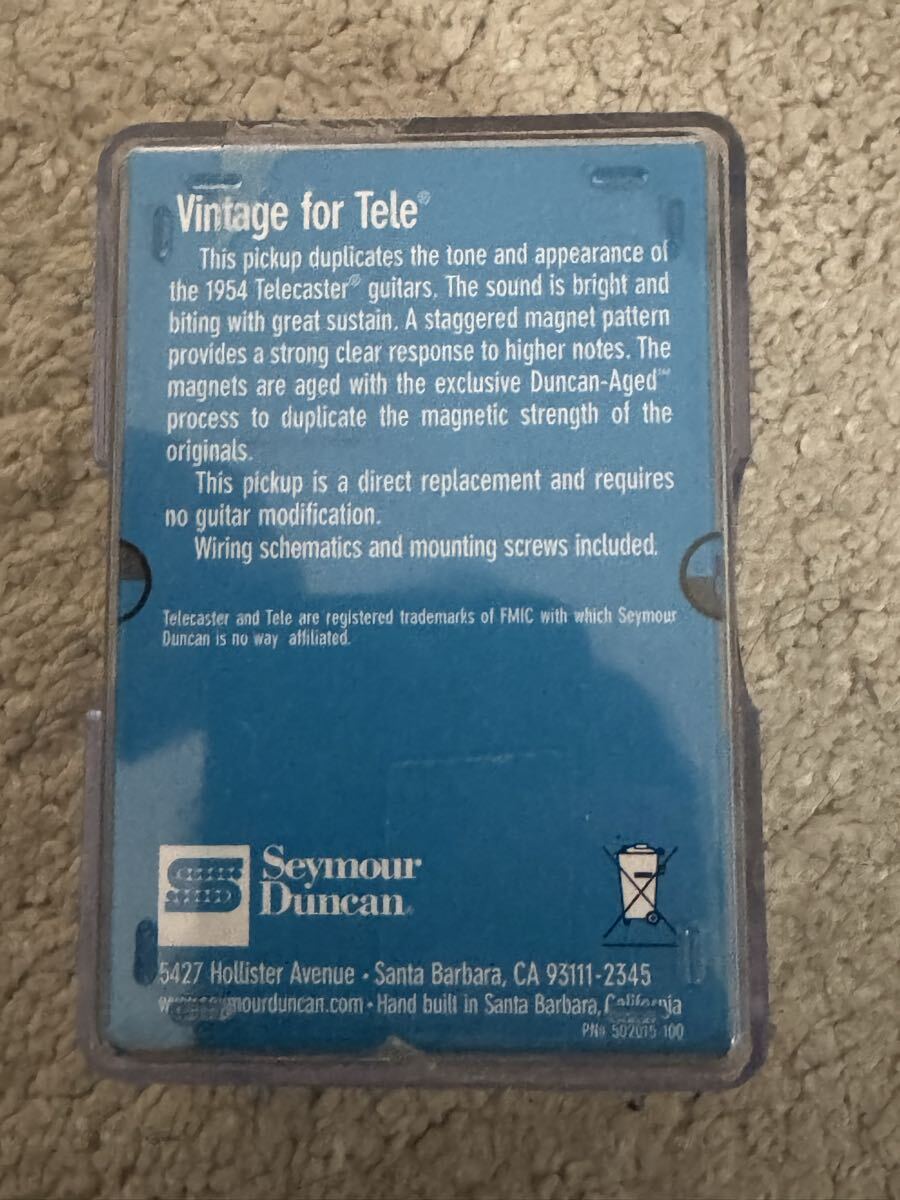 Vintage for Tele®
This pickup duplicates the tone and appearance of
the 1954 Telecaster® guitars. The sound is bright and
biting with great sustain. A staggered magnet pattern
provides a strong clear response to higher notes. The
magnets are aged with the exclusive Duncan-Aged™
process to duplicate the magnetic strength of the
originals.
This pickup is a direct replacement and requires
no guitar modification.
Wiring schematics and mounting screws included.
Telecaster and Tele are registered trademarks of FMIC with which Seymour
Duncan is no way affiliated.
Seymour
Duncan®
5427 Hollister Avenue • Santa Barbara, CA 93111-2345
www.seymourduncan.com • Hand built in Santa Barbara, California
PN# 502015 100